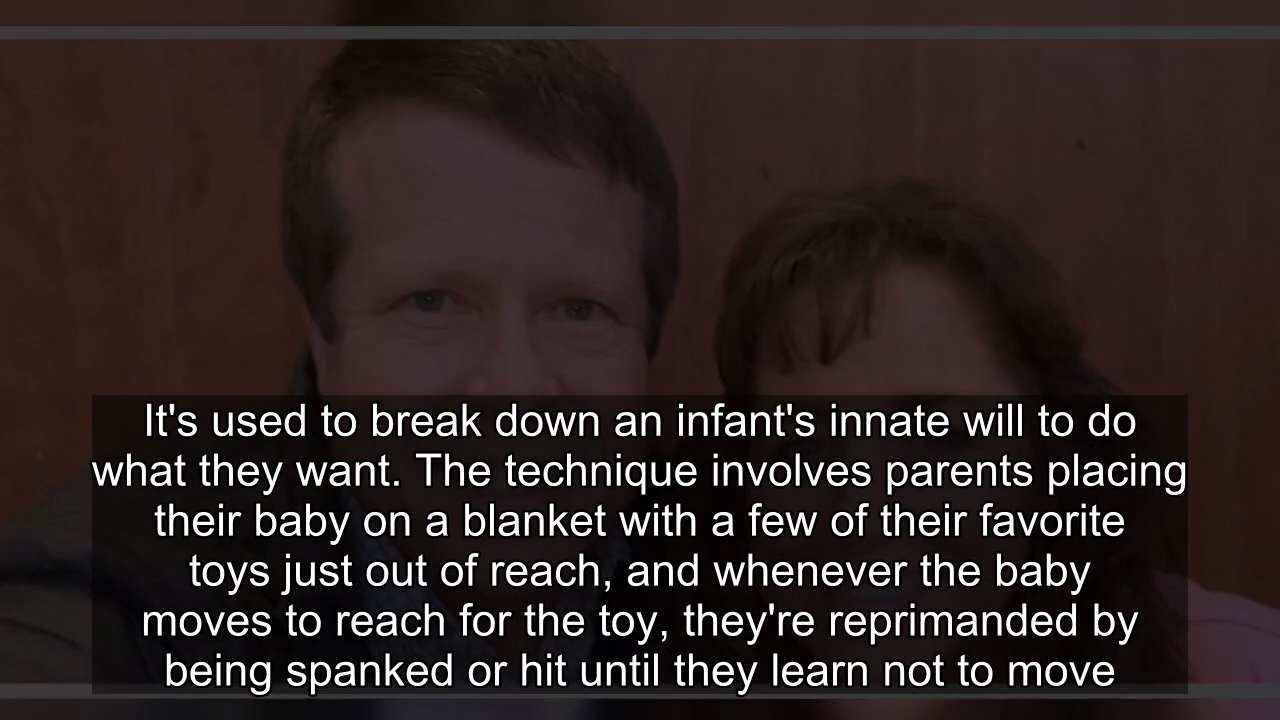 It's used to break down an infant's innate will to do
what they want. The technique involves parents placing
their baby on a blanket with a few of their favorite
toys just out of reach, and whenever the baby
moves to reach for the toy, they're reprimanded by
being spanked or hit until they learn not to move